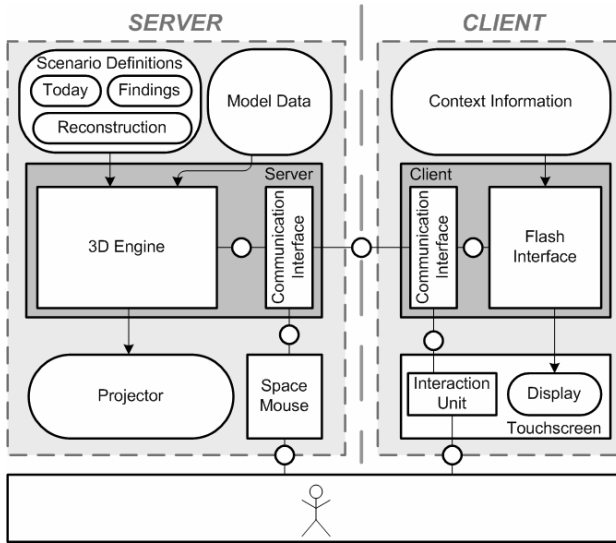 SERVER
CLIENT
Scenario Definitions
Today
Findings
Reconstruction
Model Data
Context Information
Server
3D Engine
Communication
Interface
Client
Communication
Interface
Flash
Interface
Projector
Space
Mouse
Interaction
Unit
Display
Touchscreen